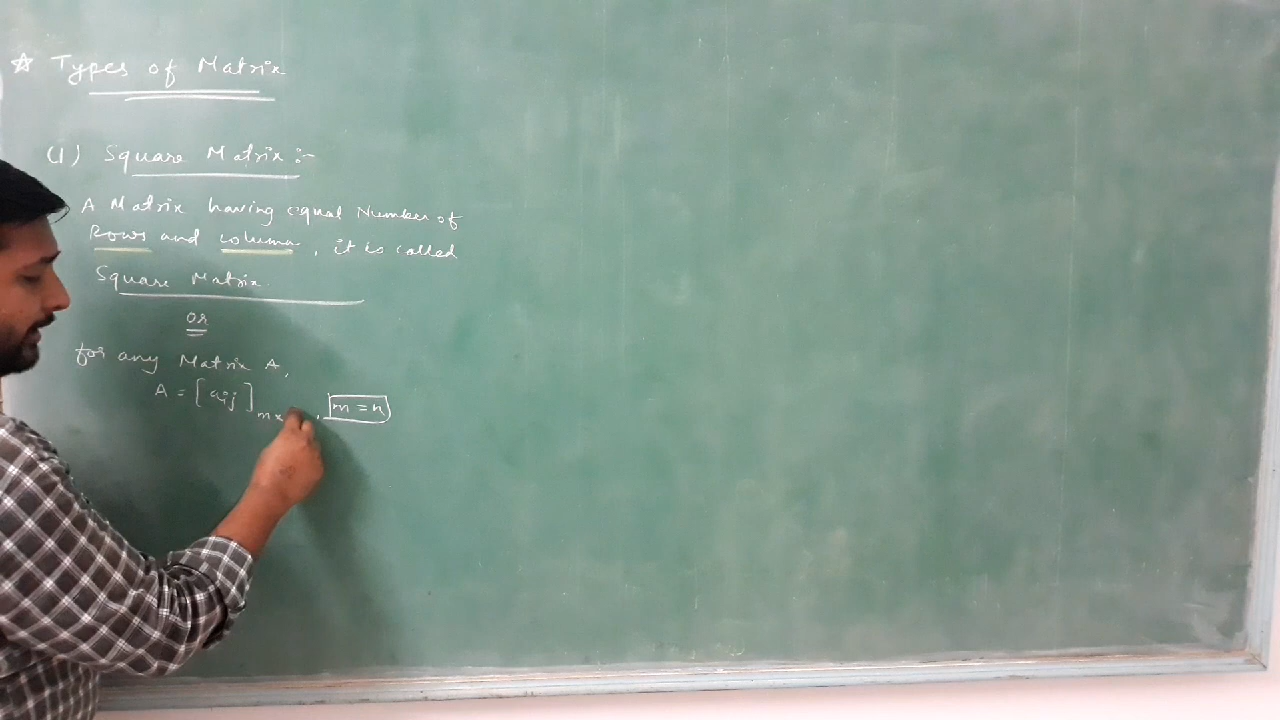 ☆ Types of Matrix
(1) Square Matrix :-
A Matrix having equal Number of
Rows and column, it is called
Square Matrix.
or
for any Matrix A,
A = [aij] m× , m = n